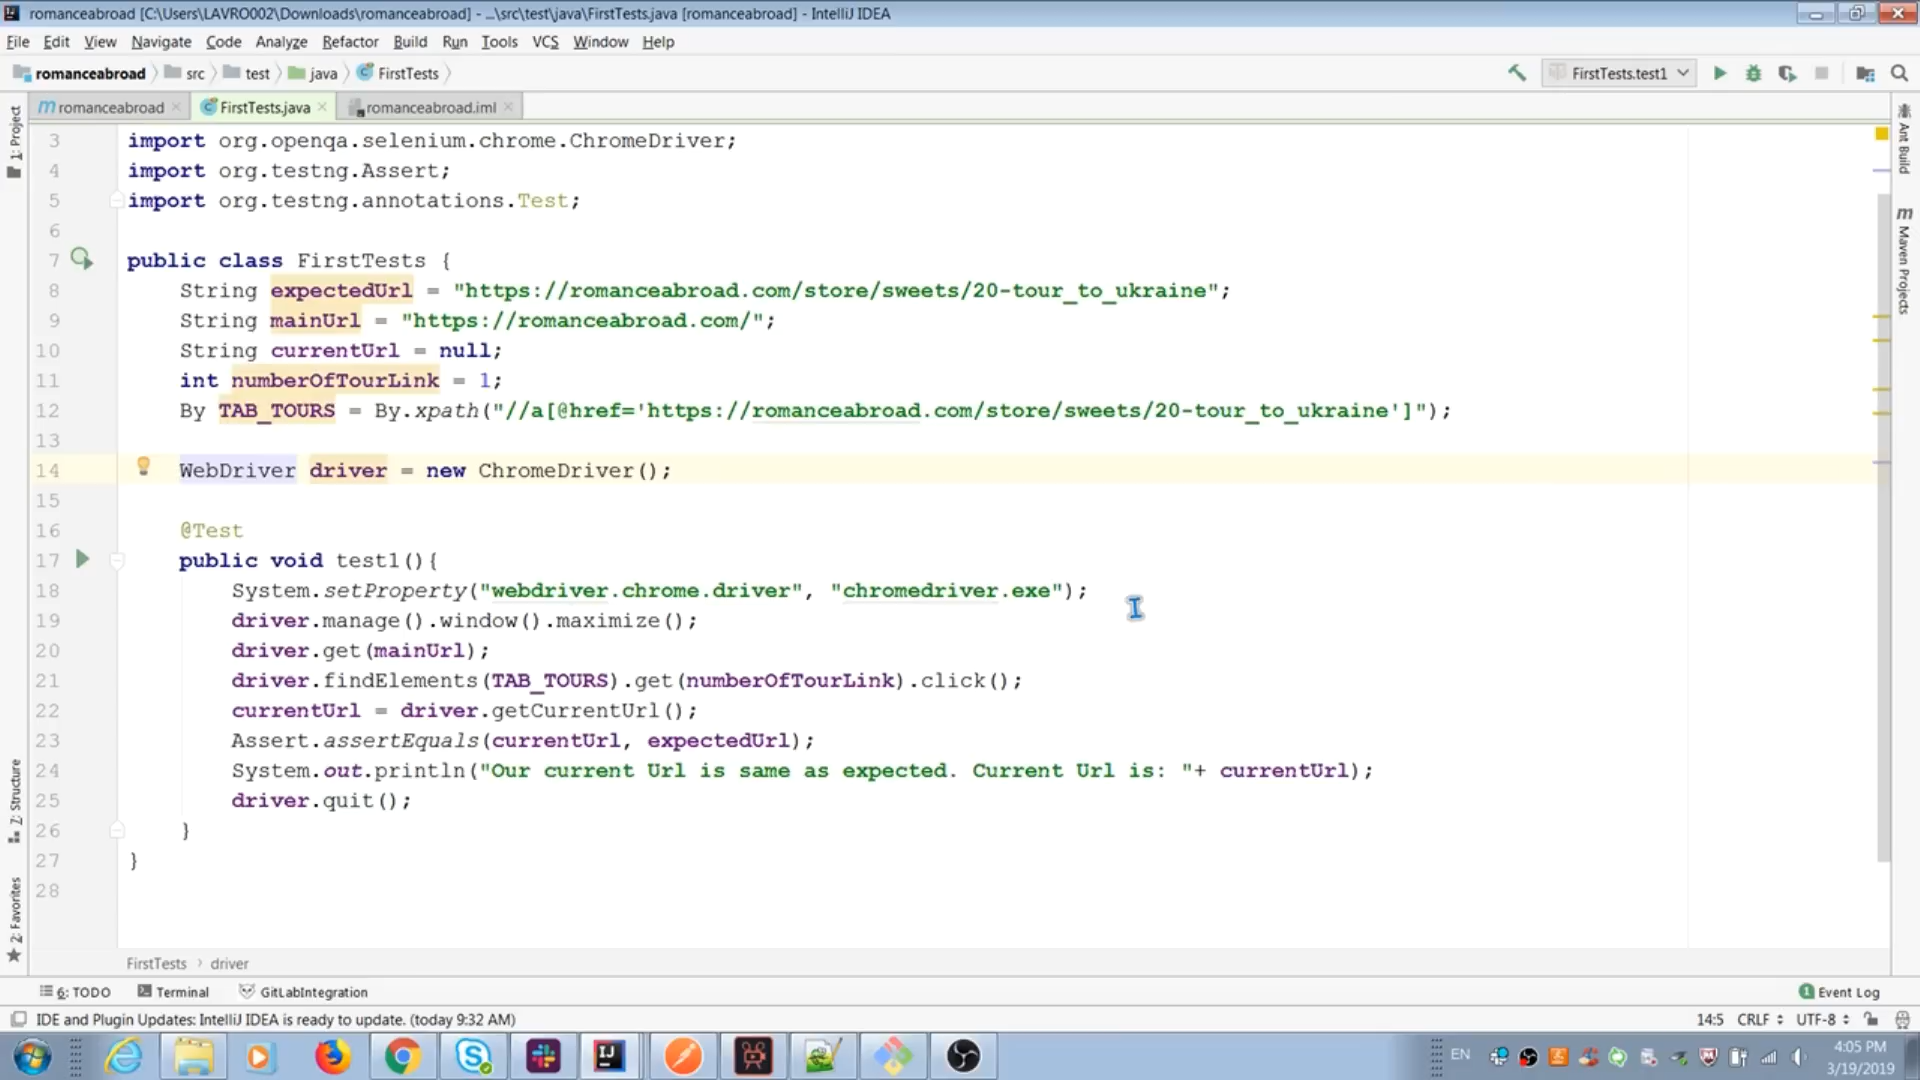 romanceabroad [C:\Users\LAVRO002\Downloads\romanceabroad] - ...\src\test\java\FirstTests.java [romanceabroad] - IntelliJ IDEA
File Edit View Navigate Code Analyze Refactor Build Run Tools VCS Window Help
romanceabroad src test java FirstTests FirstTests.test1
romanceabroad FirstTests.java romanceabroad.iml
1: Project
Ant Build
Maven Projects
3 import org.openqa.selenium.chrome.ChromeDriver;
4 import org.testng.Assert;
5 import org.testng.annotations.Test;
6
7 public class FirstTests {
8 String expectedUrl = "https://romanceabroad.com/store/sweets/20-tour_to_ukraine";
9 String mainUrl = "https://romanceabroad.com/";
10 String currentUrl = null;
11 int numberOfTourLink = 1;
12 By TAB_TOURS = By.xpath("//a[@href='https://romanceabroad.com/store/sweets/20-tour_to_ukraine']");
13
14 WebDriver driver = new ChromeDriver();
15
16 @Test
17 public void test1(){
18 System.setProperty("webdriver.chrome.driver", "chromedriver.exe");
19 driver.manage().window().maximize();
20 driver.get(mainUrl);
21 driver.findElements(TAB_TOURS).get(numberOfTourLink).click();
22 currentUrl = driver.getCurrentUrl();
23 Assert.assertEquals(currentUrl, expectedUrl);
24 System.out.println("Our current Url is same as expected. Current Url is: "+ currentUrl);
25 driver.quit();
26 }
27 }
28
Z: Structure
2: Favorites
FirstTests driver
6: TODO Terminal GitLabIntegration 1 Event Log
IDE and Plugin Updates: IntelliJ IDEA is ready to update. (today 9:32 AM) 14:5 CRLF UTF-8
EN 4:05 PM
3/19/2019